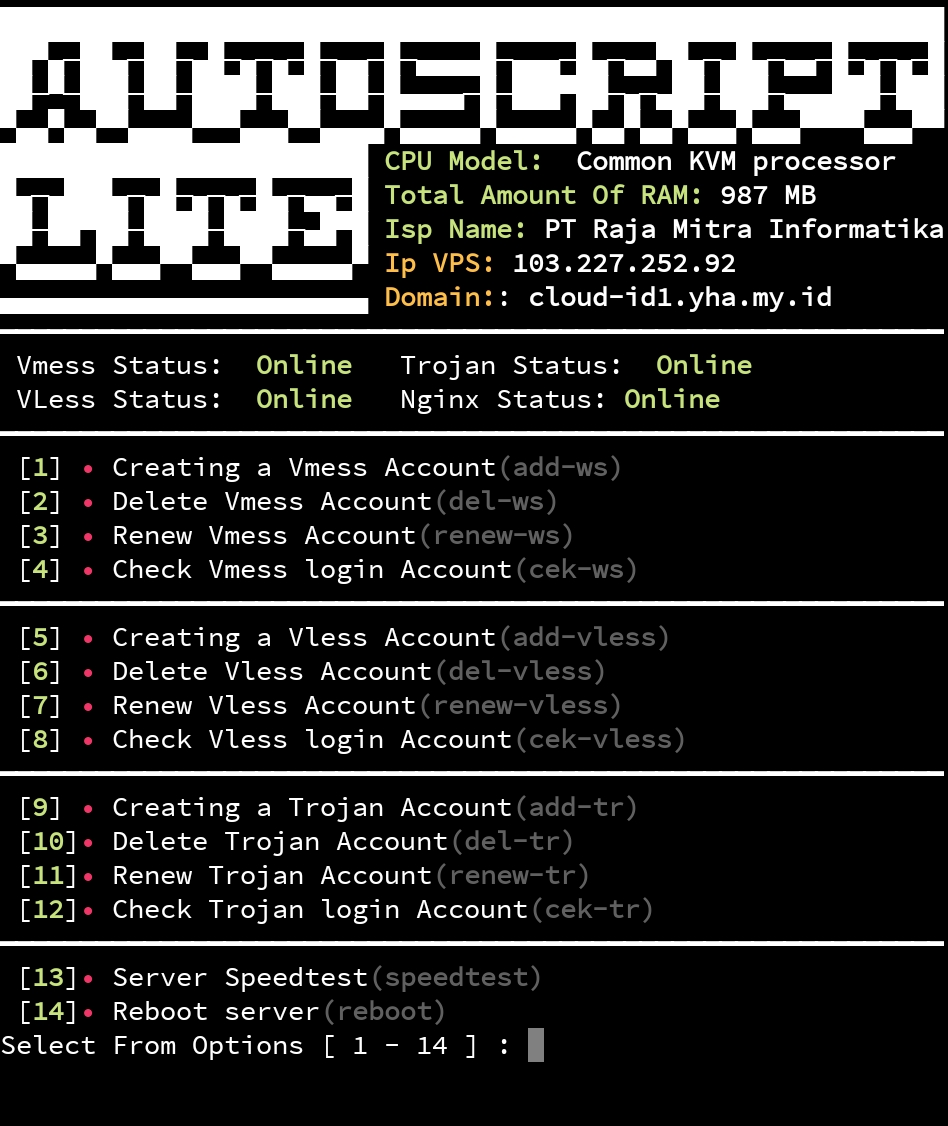 AUTOSCRIPT
LITE
CPU Model:  Common KVM processor
Total Amount Of RAM: 987 MB
Isp Name: PT Raja Mitra Informatika
Ip VPS: 103.227.252.92
Domain:: cloud-id1.yha.my.id
Vmess Status:  Online   Trojan Status:  Online
VLess Status:  Online   Nginx Status: Online
[1] • Creating a Vmess Account(add-ws)
[2] • Delete Vmess Account(del-ws)
[3] • Renew Vmess Account(renew-ws)
[4] • Check Vmess login Account(cek-ws)
[5] • Creating a Vless Account(add-vless)
[6] • Delete Vless Account(del-vless)
[7] • Renew Vless Account(renew-vless)
[8] • Check Vless login Account(cek-vless)
[9] • Creating a Trojan Account(add-tr)
[10]• Delete Trojan Account(del-tr)
[11]• Renew Trojan Account(renew-tr)
[12]• Check Trojan login Account(cek-tr)
[13]• Server Speedtest(speedtest)
[14]• Reboot server(reboot)
Select From Options [ 1 - 14 ] :